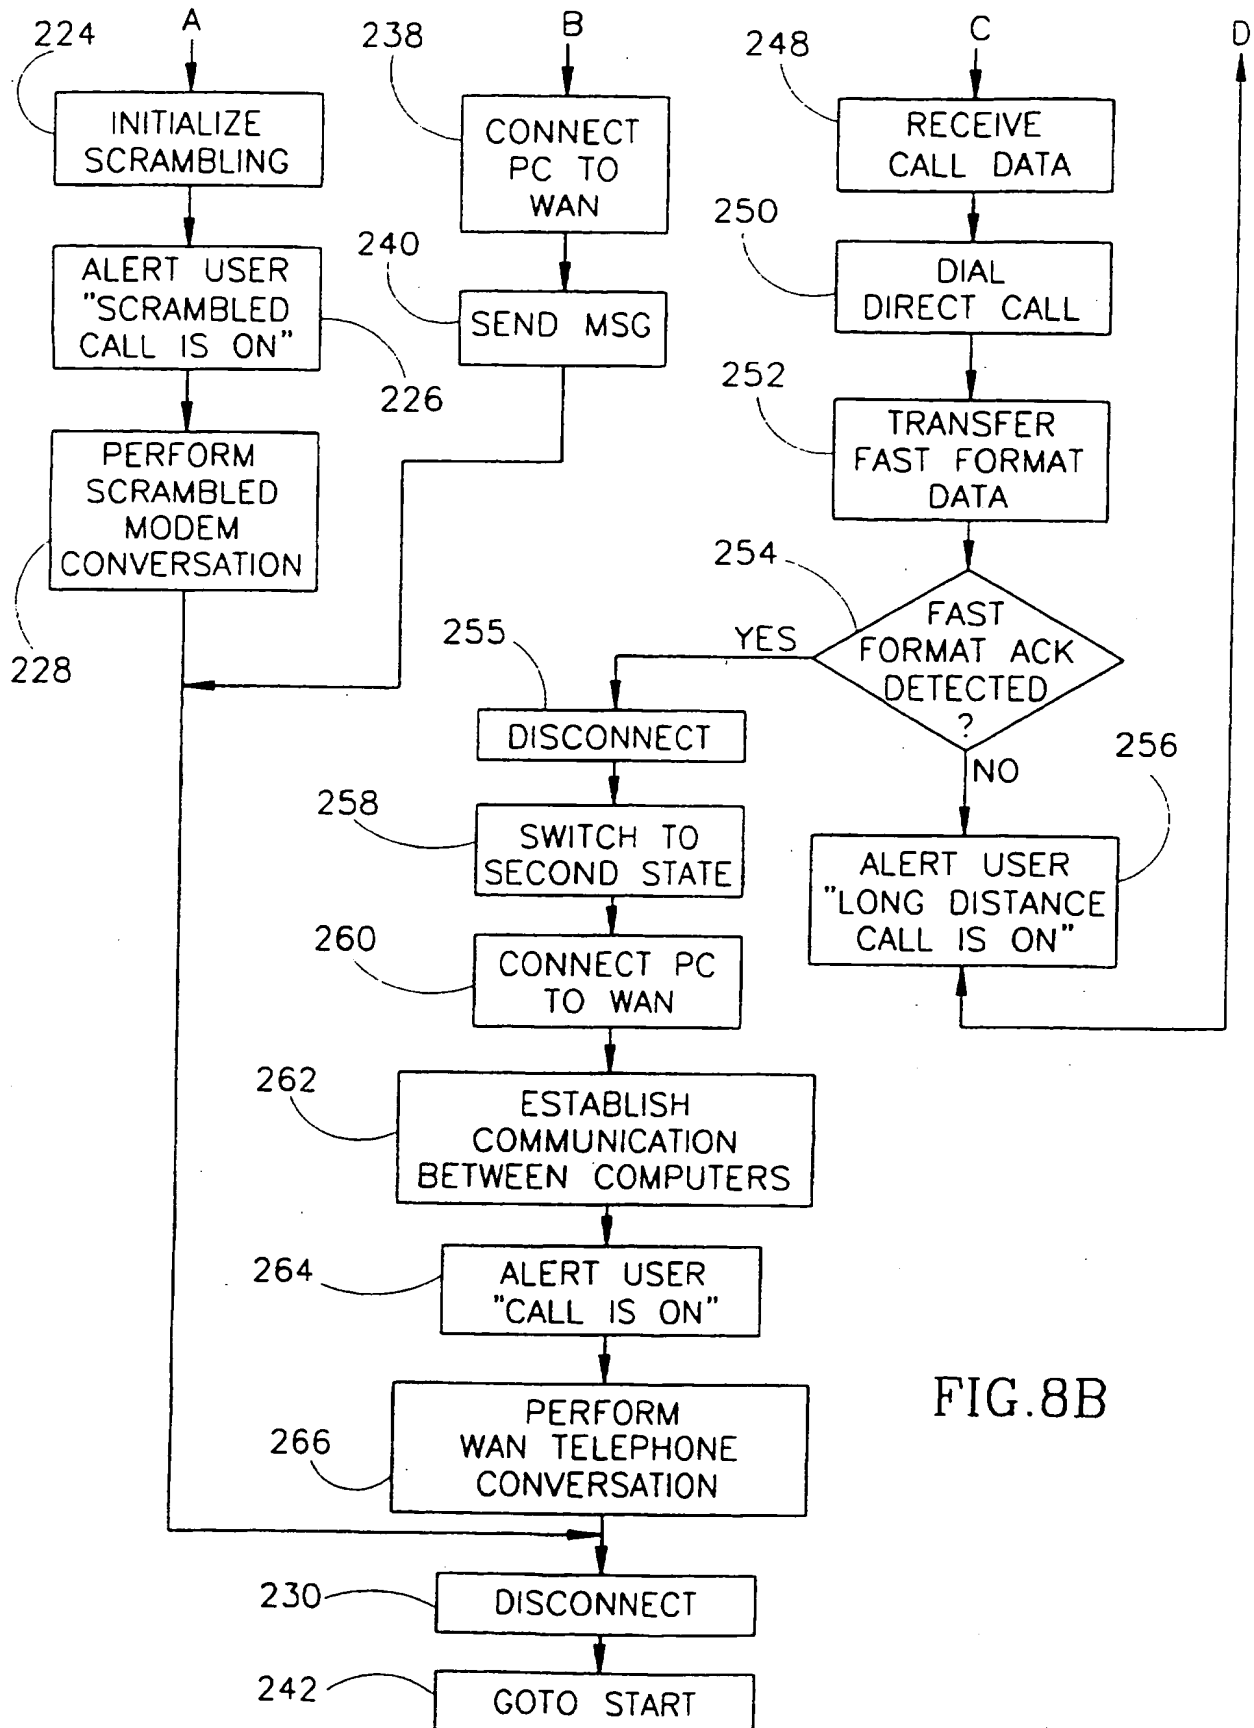 A
B
C
D
224
238
248
INITIALIZE
SCRAMBLING
CONNECT
PC TO
WAN
RECEIVE
CALL DATA
250
240
ALERT USER
"SCRAMBLED
CALL IS ON"
SEND MSG
DIAL
DIRECT CALL
226
252
PERFORM
SCRAMBLED
MODEM
CONVERSATION
TRANSFER
FAST FORMAT
DATA
228
254
FAST
FORMAT ACK
DETECTED
?
YES
NO
255
DISCONNECT
256
258
SWITCH TO
SECOND STATE
ALERT USER
"LONG DISTANCE
CALL IS ON"
260
CONNECT PC
TO WAN
262
ESTABLISH
COMMUNICATION
BETWEEN COMPUTERS
264
ALERT USER
"CALL IS ON"
266
PERFORM
WAN TELEPHONE
CONVERSATION
FIG.8B
230
DISCONNECT
242
GOTO START